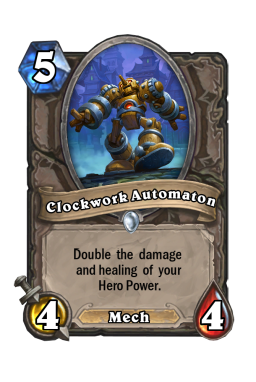 5
Clockwork Automaton
Double the damage
and healing of your
Hero Power.
4
Mech
4